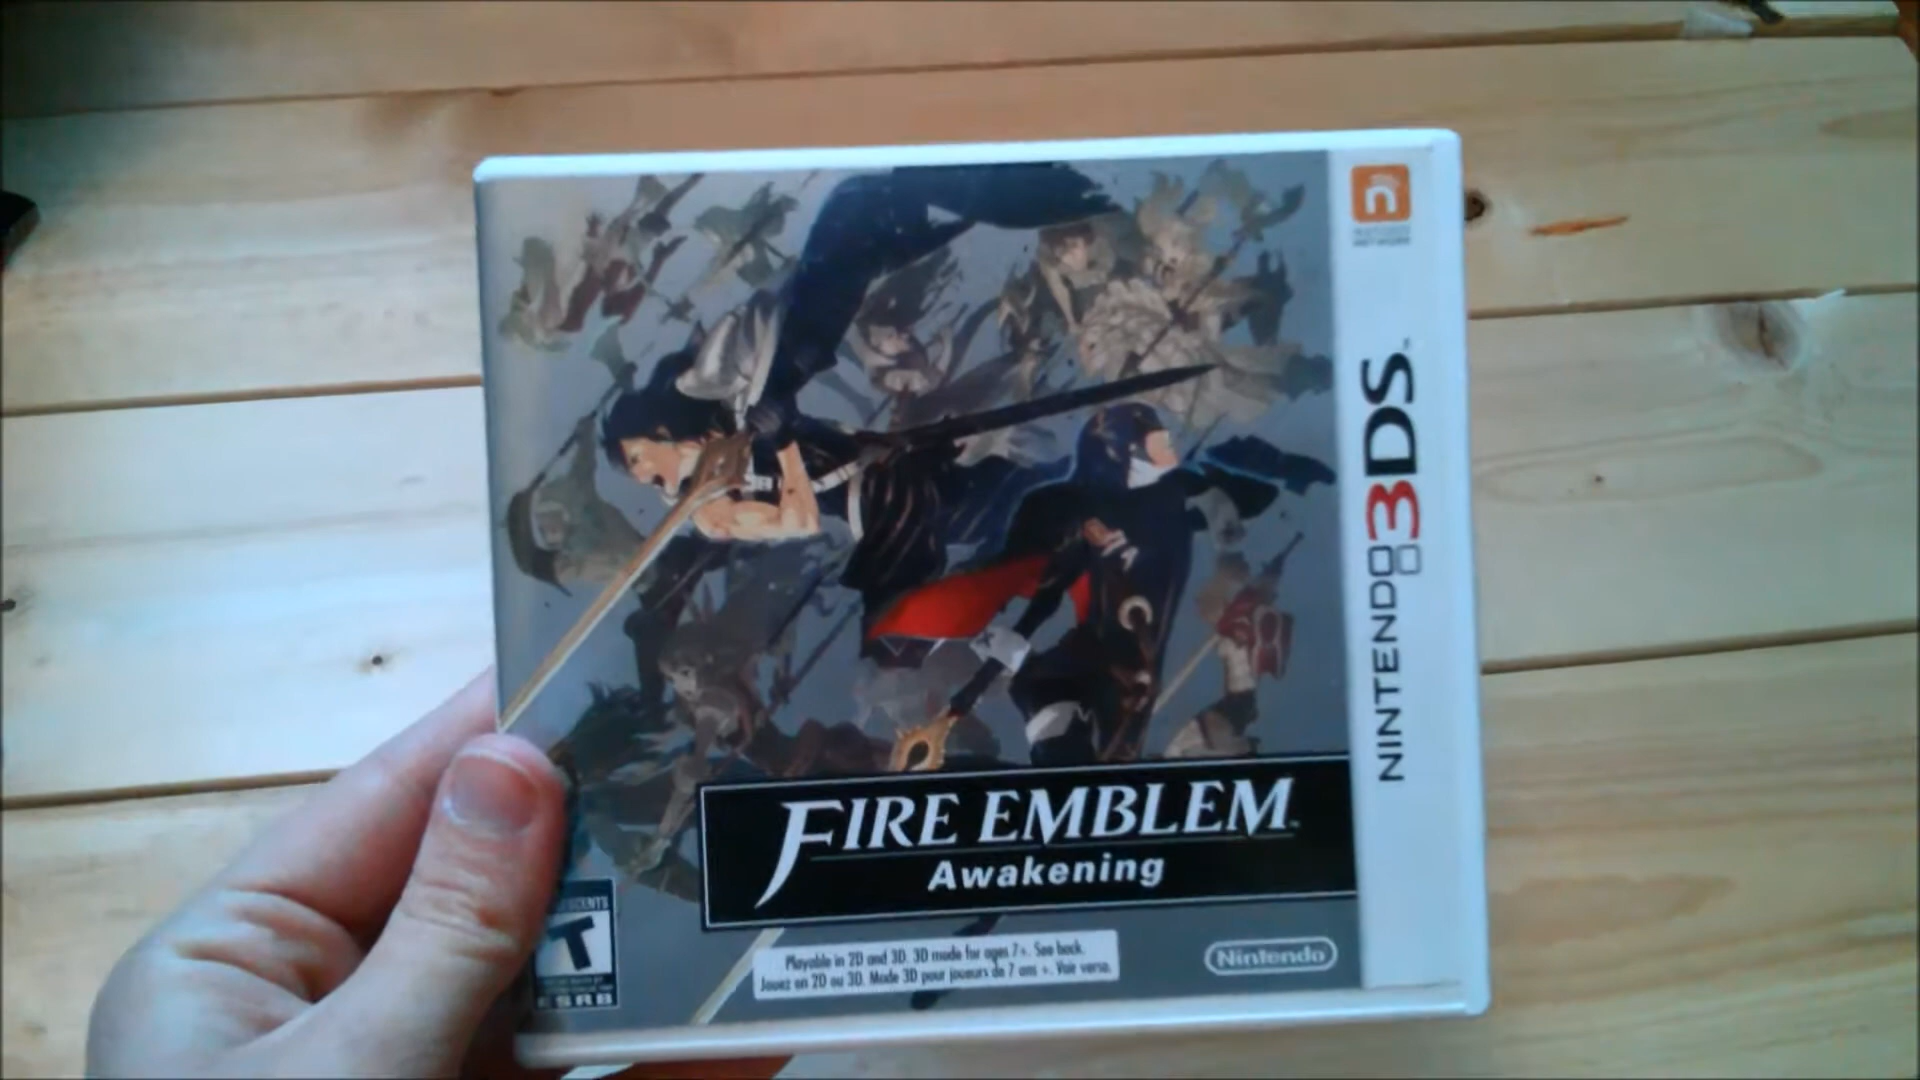 NINTENDO 3DS
FIRE EMBLEM
Awakening
T
ESRB
Playable in 2D and 3D. 3D mode for ages 7+. See back.
Jouez en 2D ou 3D. Mode 3D pour joueurs de 7 ans +. Voir verso.
Nintendo